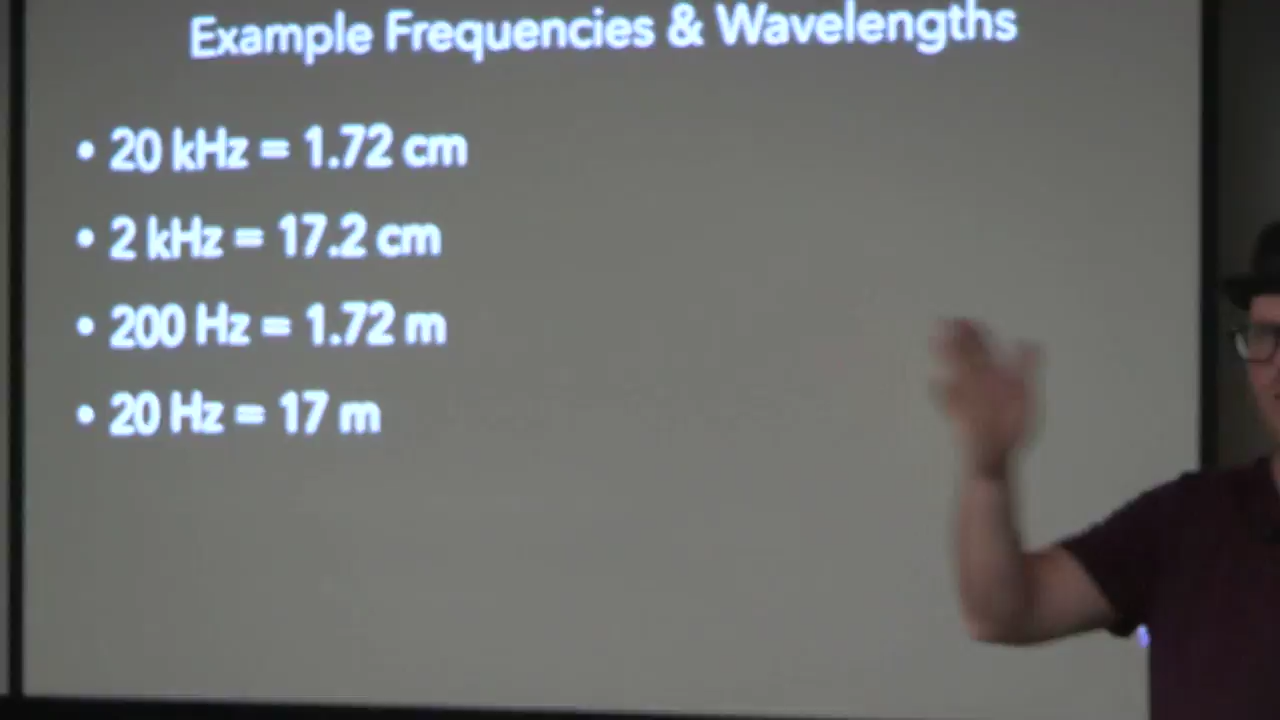 Example Frequencies & Wavelengths
• 20 kHz = 1.72 cm
• 2 kHz = 17.2 cm
• 200 Hz = 1.72 m
• 20 Hz = 17 m